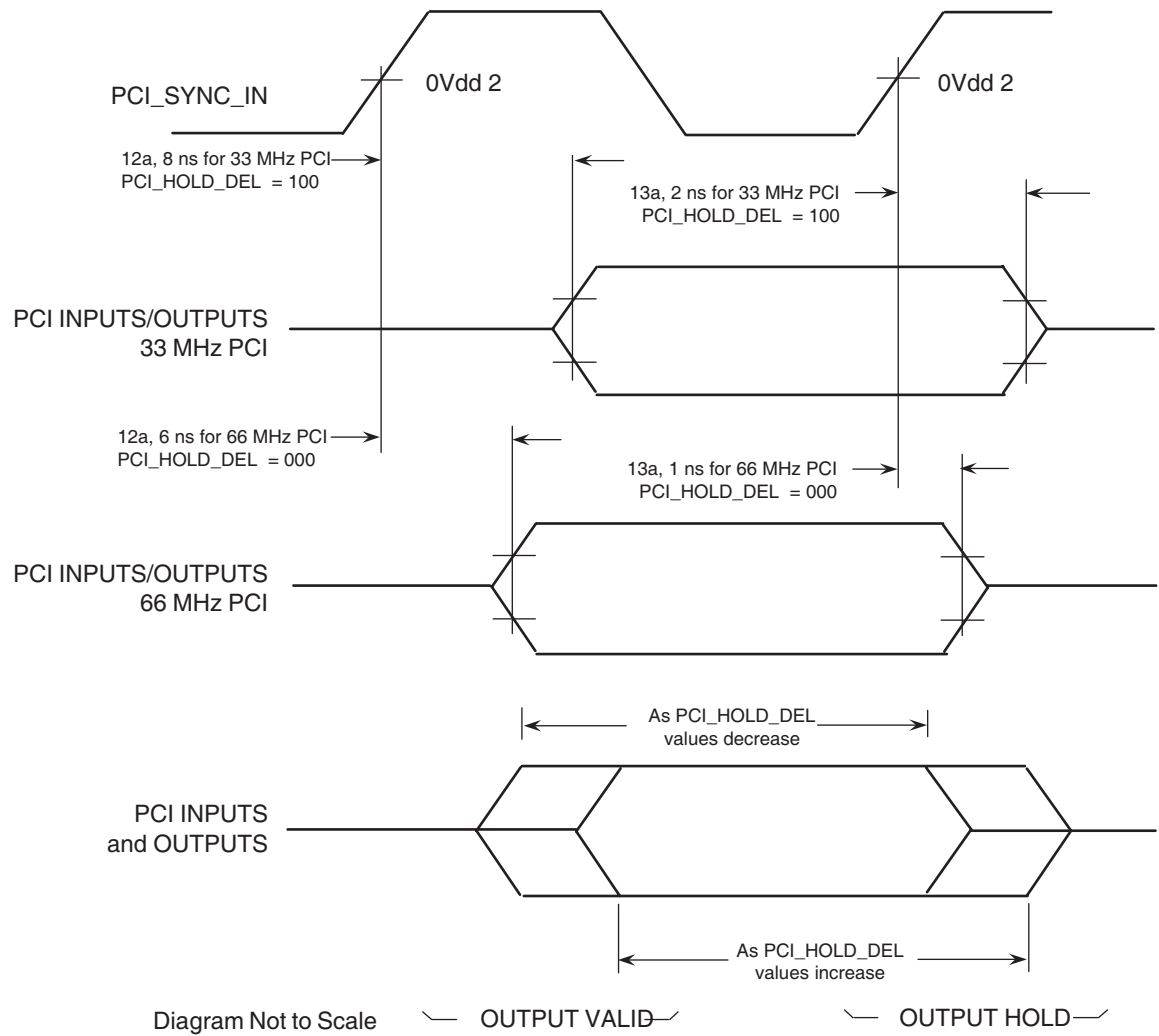 PCI_SYNC_IN
0Vdd 2
0Vdd 2
12a, 8 ns for 33 MHz PCI
PCI_HOLD_DEL = 100
13a, 2 ns for 33 MHz PCI
PCI_HOLD_DEL = 100
PCI INPUTS/OUTPUTS
33 MHz PCI
12a, 6 ns for 66 MHz PCI
PCI_HOLD_DEL = 000
13a, 1 ns for 66 MHz PCI
PCI_HOLD_DEL = 000
PCI INPUTS/OUTPUTS
66 MHz PCI
As PCI_HOLD_DEL
values decrease
PCI INPUTS
and OUTPUTS
As PCI_HOLD_DEL
values increase
Diagram Not to Scale
OUTPUT VALID
OUTPUT HOLD